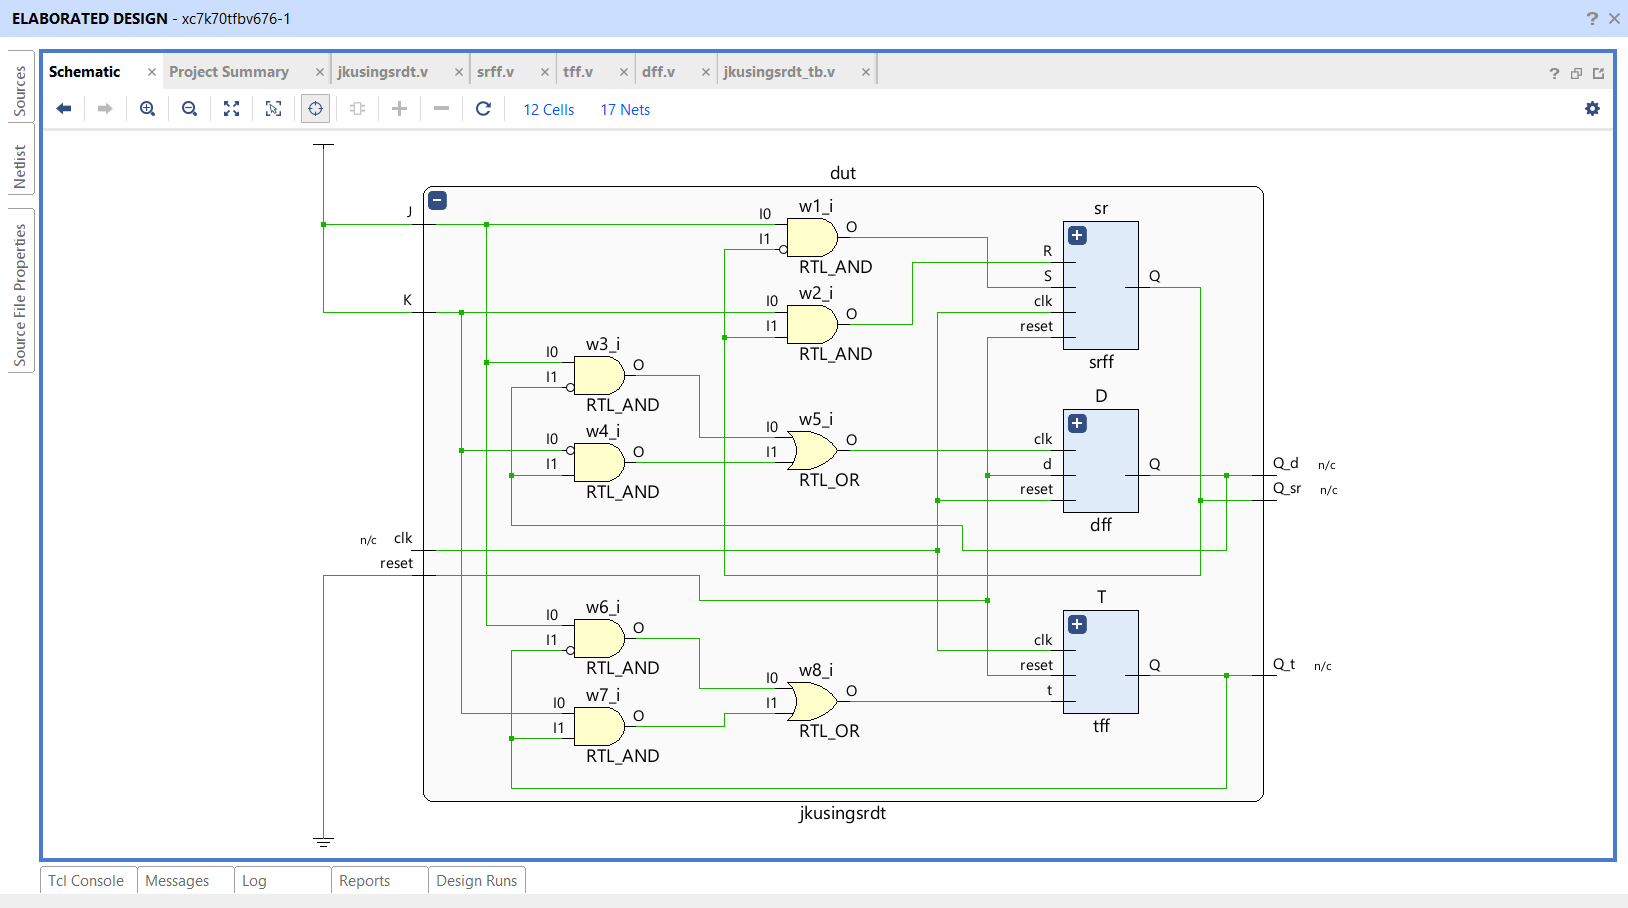 ELABORATED DESIGN - xc7k70tfbv676-1
Sources
Netlist
Source File Properties
Schematic
Project Summary
jkusingsrdt.v
srff.v
tff.v
dff.v
jkusingsrdt_tb.v
12 Cells
17 Nets
dut
J
K
n/c clk
reset
w1_i
I0
I1
O
RTL_AND
w2_i
I0
I1
O
RTL_AND
w3_i
I0
I1
O
RTL_AND
w4_i
I0
I1
O
RTL_AND
w5_i
I0
I1
O
RTL_OR
w6_i
I0
I1
O
RTL_AND
w7_i
I0
I1
O
RTL_AND
w8_i
I0
I1
O
RTL_OR
sr
R
S
clk
reset
Q
srff
D
clk
d
reset
Q
dff
T
clk
reset
t
Q
tff
Q_d n/c
Q_sr n/c
Q_t n/c
jkusingsrdt
Tcl Console
Messages
Log
Reports
Design Runs